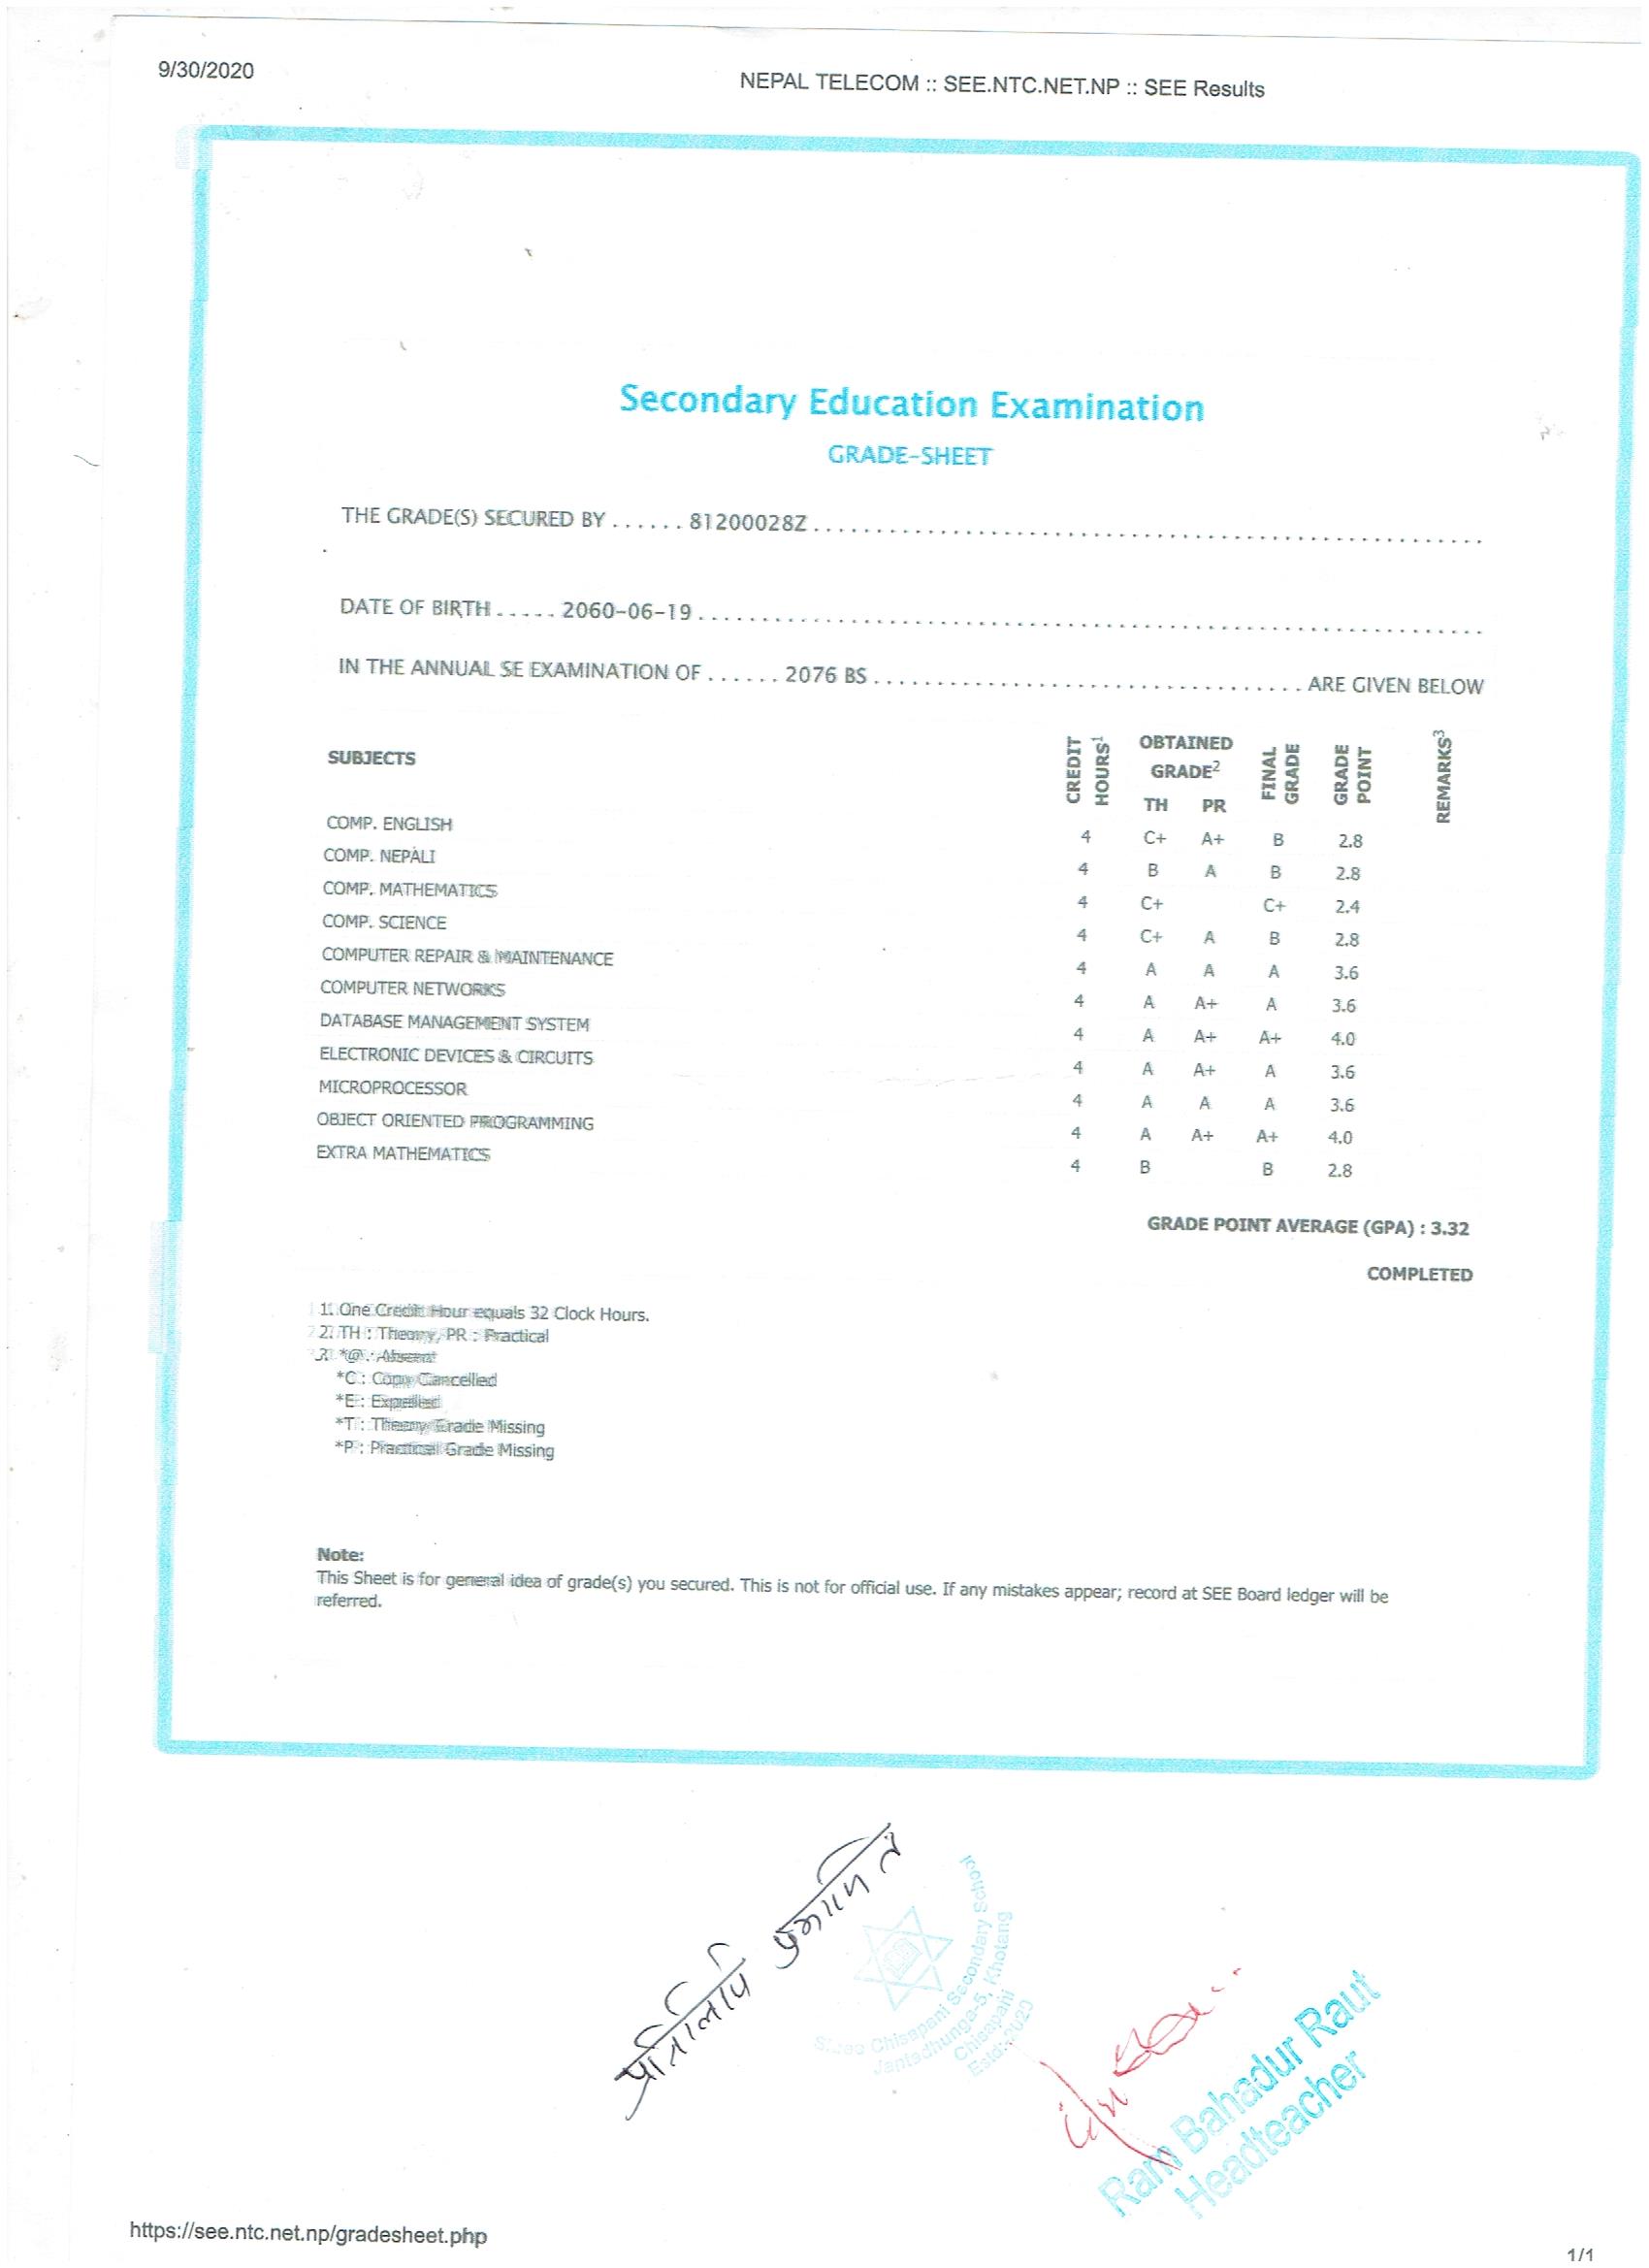 9/30/2020
NEPAL TELECOM :: SEE.NTC.NET.NP :: SEE Results
Secondary Education Examination
GRADE-SHEET
THE GRADE(S) SECURED BY ...... 81200028Z
DATE OF BIRTH ..... 2060-06-19
IN THE ANNUAL SE EXAMINATION OF ...... 2076 BS ARE GIVEN BELOW
SUBJECTS CREDIT HOURS1 OBTAINED GRADE2 FINAL GRADE GRADE POINT REMARKS3
TH PR
COMP. ENGLISH 4 C+ A+ B 2.8
COMP. NEPALI 4 B A B 2.8
COMP. MATHEMATICS 4 C+ C+ 2.4
COMP. SCIENCE 4 C+ A B 2.8
COMPUTER REPAIR & MAINTENANCE 4 A A A 3.6
COMPUTER NETWORKS 4 A A+ A 3.6
DATABASE MANAGEMENT SYSTEM 4 A A+ A+ 4.0
ELECTRONIC DEVICES & CIRCUITS 4 A A+ A 3.6
MICROPROCESSOR 4 A A A 3.6
OBJECT ORIENTED PROGRAMMING 4 A A+ A+ 4.0
EXTRA MATHEMATICS 4 B B 2.8
GRADE POINT AVERAGE (GPA) : 3.32
COMPLETED
1. One Credit Hour equals 32 Clock Hours.
2. TH : Theory, PR : Practical
3. *@ : Absent
*C : Copy Cancelled
*E : Expelled
*T : Theory Grade Missing
*P : Practical Grade Missing
Note:
This Sheet is for general idea of grade(s) you secured. This is not for official use. If any mistakes appear; record at SEE Board ledger will be
referred.
प्रतिलिपि प्रमाणित
Shree Chisapani Secondary School
Jantedhunga-5, Khotang
Chisapani
Estd:-2020
Ram Bahadur Raut
Headteacher
https://see.ntc.net.np/gradesheet.php
1/1